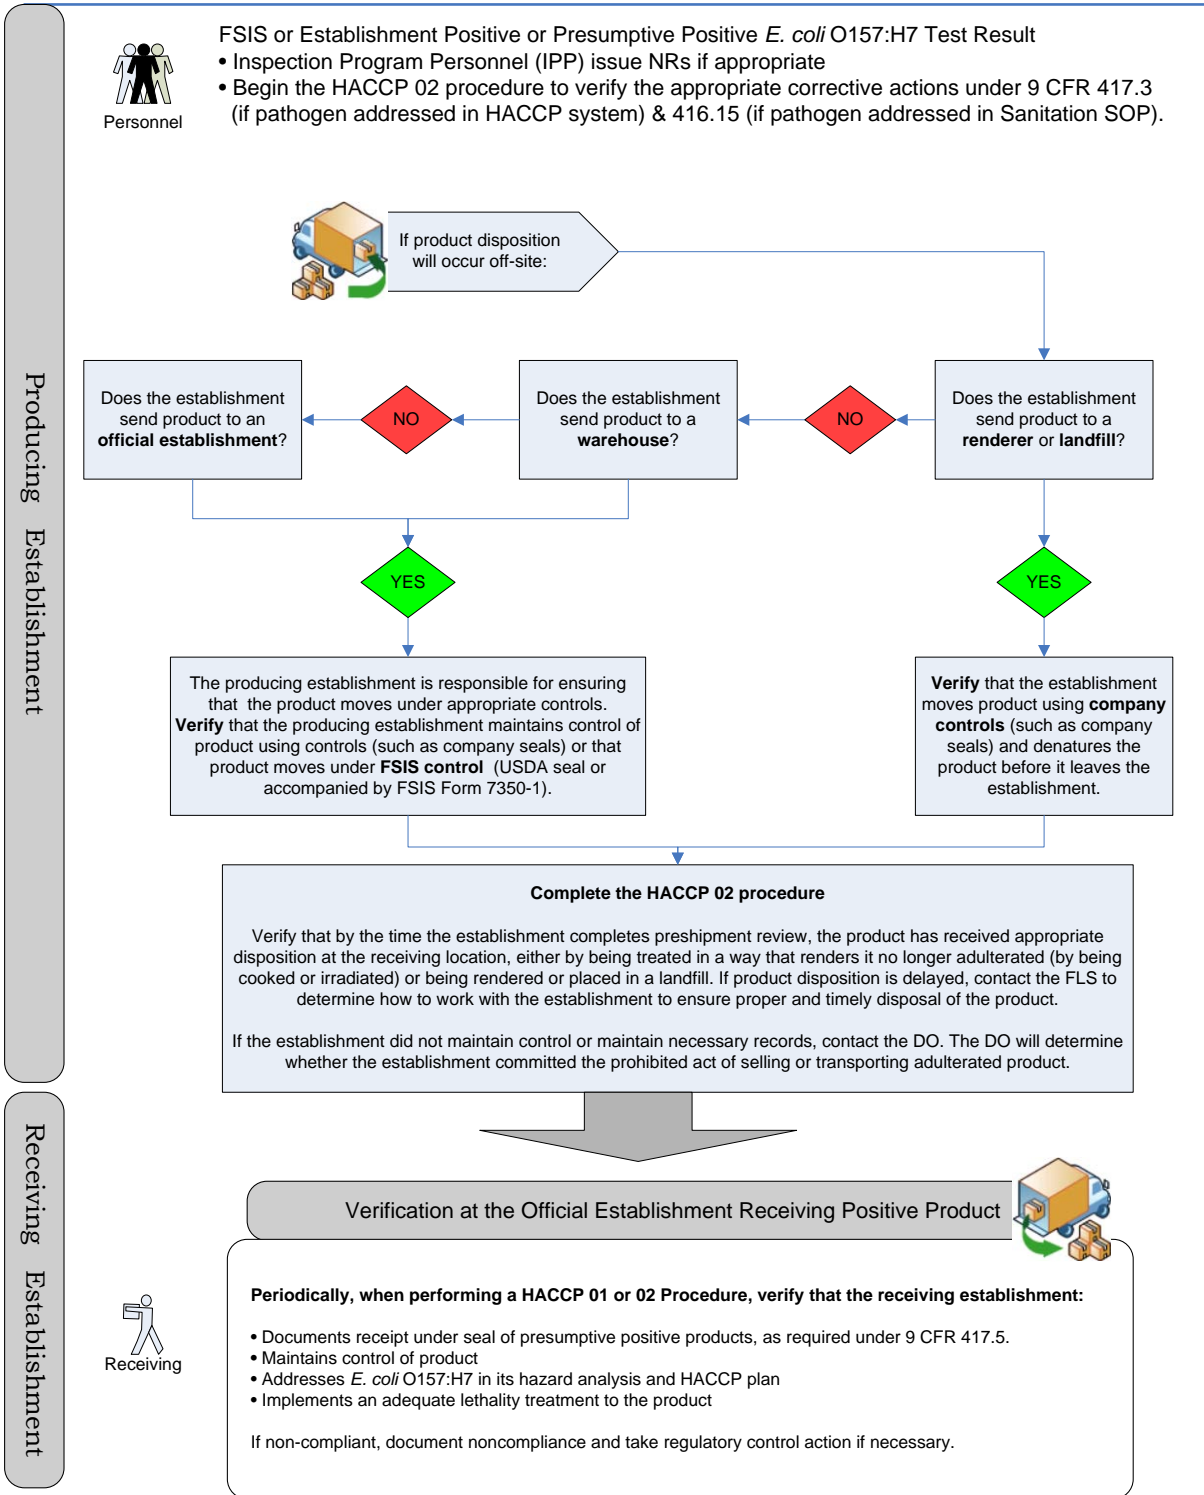 FSIS or Establishment Positive or Presumptive Positive E. coli O157:H7 Test Result
• Inspection Program Personnel (IPP) issue NRs if appropriate
• Begin the HACCP 02 procedure to verify the appropriate corrective actions under 9 CFR 417.3
(if pathogen addressed in HACCP system) & 416.15 (if pathogen addressed in Sanitation SOP).
Personnel
If product disposition
will occur off-site:
Producing Establishment
Does the establishment
send product to an
official establishment?
NO
Does the establishment
send product to a
warehouse?
NO
Does the establishment
send product to a
renderer or landfill?
YES
YES
The producing establishment is responsible for ensuring
that the product moves under appropriate controls.
Verify that the producing establishment maintains control of
product using controls (such as company seals) or that
product moves under FSIS control (USDA seal or
accompanied by FSIS Form 7350-1).
Verify that the establishment
moves product using company
controls (such as company
seals) and denatures the
product before it leaves the
establishment.
Complete the HACCP 02 procedure
Verify that by the time the establishment completes preshipment review, the product has received appropriate
disposition at the receiving location, either by being treated in a way that renders it no longer adulterated (by being
cooked or irradiated) or being rendered or placed in a landfill. If product disposition is delayed, contact the FLS to
determine how to work with the establishment to ensure proper and timely disposal of the product.
If the establishment did not maintain control or maintain necessary records, contact the DO. The DO will determine
whether the establishment committed the prohibited act of selling or transporting adulterated product.
Receiving Establishment
Verification at the Official Establishment Receiving Positive Product
Receiving
Periodically, when performing a HACCP 01 or 02 Procedure, verify that the receiving establishment:
• Documents receipt under seal of presumptive positive products, as required under 9 CFR 417.5.
• Maintains control of product
• Addresses E. coli O157:H7 in its hazard analysis and HACCP plan
• Implements an adequate lethality treatment to the product
If non-compliant, document noncompliance and take regulatory control action if necessary.